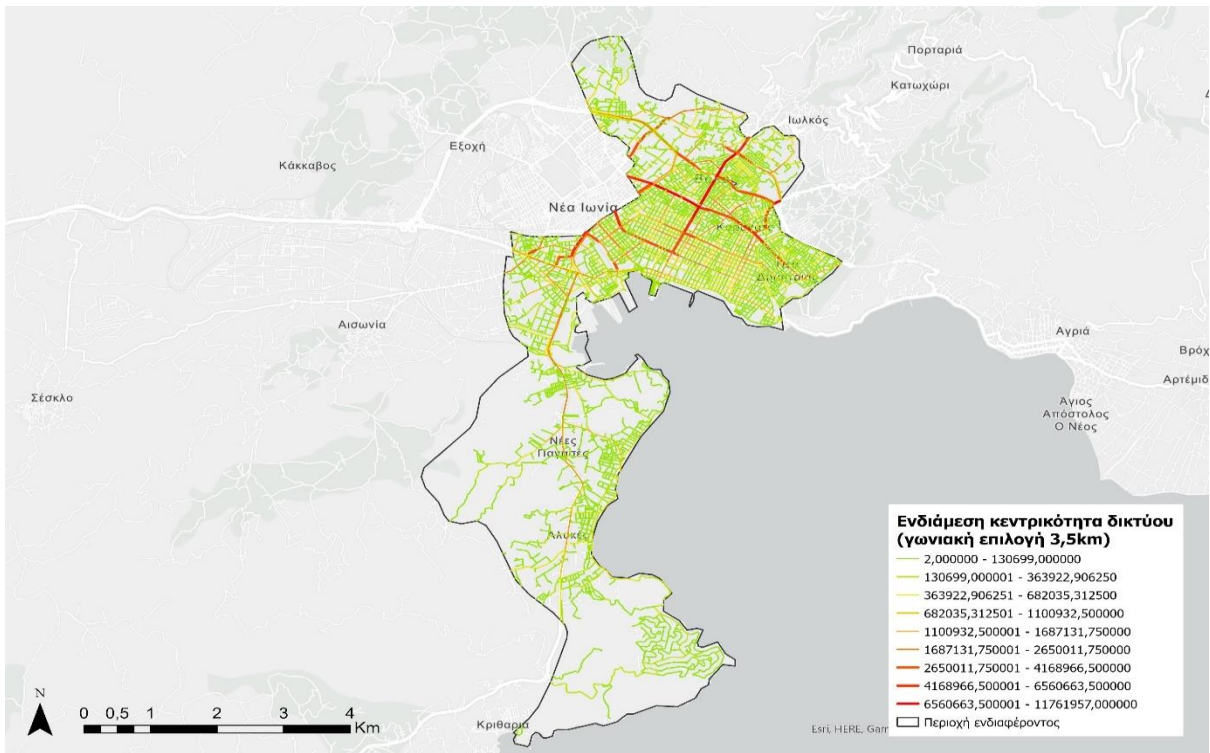 Πορταριά
Κατωχώρι
Ιωλκός
Εξοχή
Κάκκαβος
Νέα Ιωνία
Αισωνία
Αγριά
Βρόχ
Αρτέμιδ
Σέσκλο
Άγιος
Απόστολος
Ο Νέος
Νέες
Παγασές
Αλυκές
Ενδιάμεση κεντρικότητα δικτύου
(γωνιακή επιλογή 3,5km)
2,000000 - 130699,000000
130699,000001 - 363922,906250
363922,906251 - 682035,312500
682035,312501 - 1100932,500000
1100932,500001 - 1687131,750000
1687131,750001 - 2650011,750000
2650011,750001 - 4168966,500000
4168966,500001 - 6560663,500000
6560663,500001 - 11761957,000000
Περιοχή ενδιαφέροντος
N
0 0,5 1 2 3 4
Km
Κριθαριά
Esri, HERE, Gar